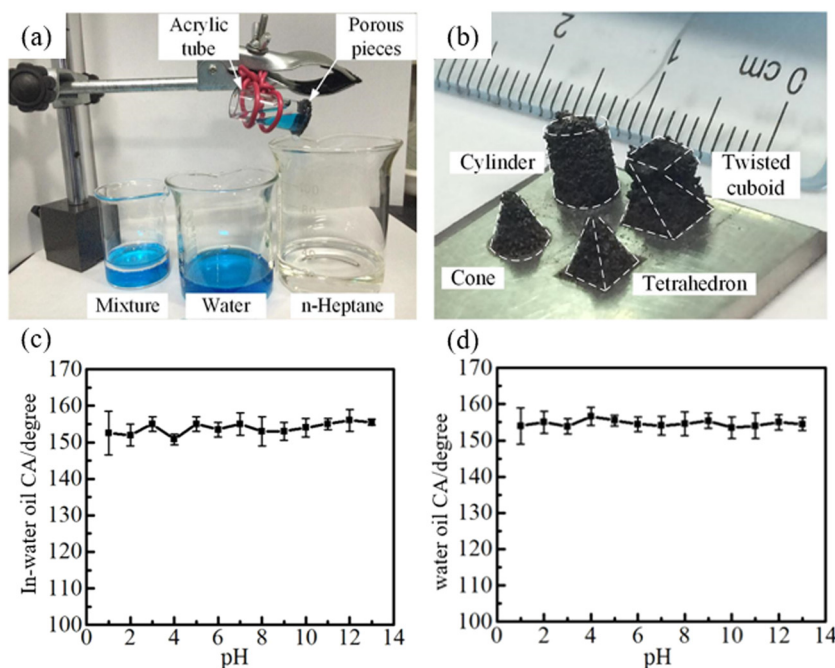 (a)
Acrylic
tube
Porous
pieces
Mixture
Water
n-Heptane
(b)
2
1
0 cm
Cylinder
Twisted
cuboid
Cone
Tetrahedron
(c)
170
160
150
140
130
120
110
100
In-water oil CA/degree
0 2 4 6 8 10 12 14
pH
(d)
170
160
150
140
130
120
110
100
water oil CA/degree
0 2 4 6 8 10 12 14
pH